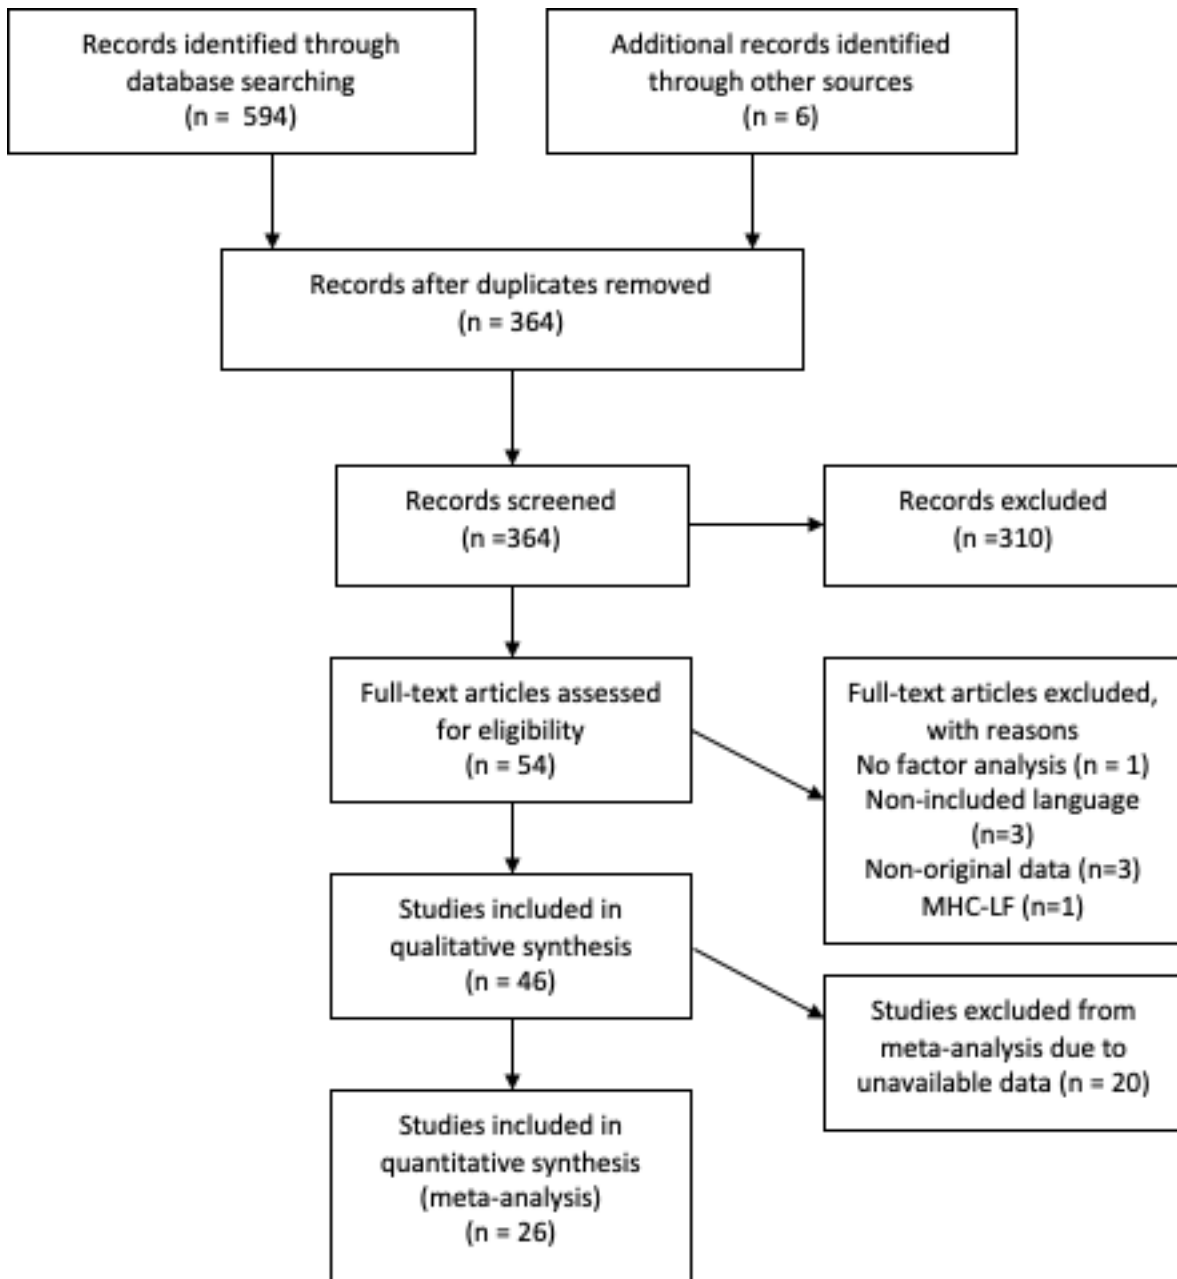 Records identified through
database searching
(n =  594)
Additional records identified
through other sources
(n = 6)
Records after duplicates removed
(n = 364)
Records screened
(n =364)
Records excluded
(n =310)
Full-text articles assessed
for eligibility
(n = 54)
Full-text articles excluded,
with reasons
No factor analysis (n = 1)
Non-included language
(n=3)
Non-original data (n=3)
MHC-LF (n=1)
Studies included in
qualitative synthesis
(n = 46)
Studies excluded from
meta-analysis due to
unavailable data (n = 20)
Studies included in
quantitative synthesis
(meta-analysis)
(n = 26)